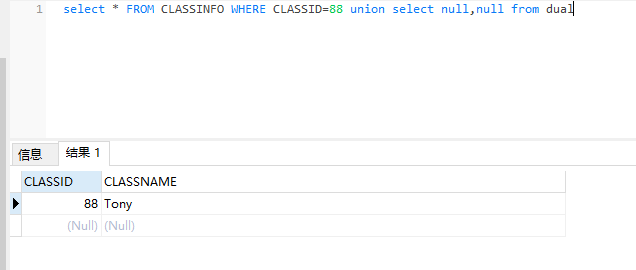 1 select * FROM CLASSINFO WHERE CLASSID=88 union select null,null from dual
信息 结果 1
CLASSID CLASSNAME
88 Tony
(Null) (Null)